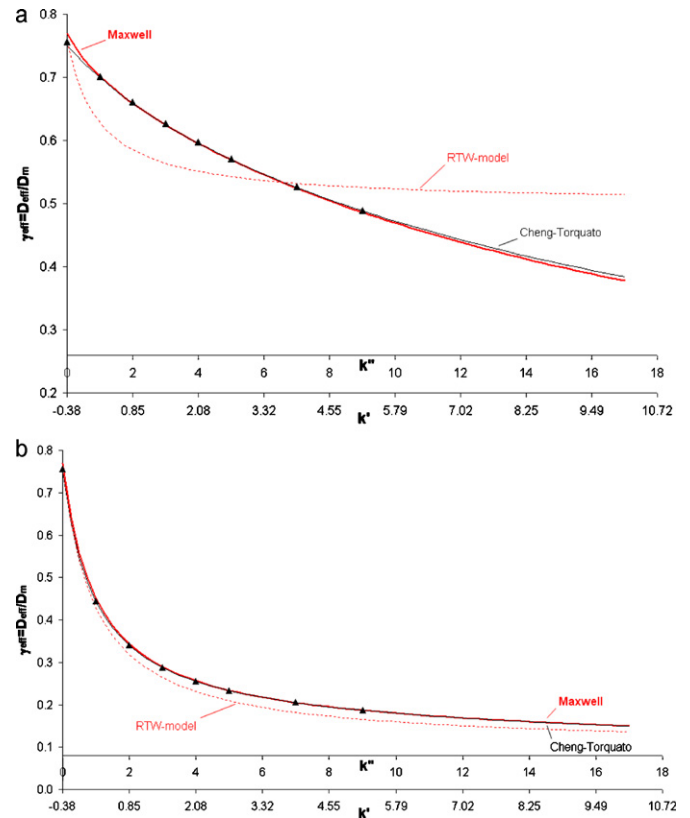 a
0.8
Maxwell
0.7
0.6
RTW-model
0.5
Cheng-Torquato
0.4
0.3
γeff=Deff/Dm
0 2 4 6 8 10 12 14 16 18
k''
0.2
-0.38 0.85 2.08 3.32 4.55 5.79 7.02 8.25 9.49 10.72
k'
b
0.8
0.7
0.6
0.5
0.4
0.3
0.2
Maxwell
RTW-model
Cheng-Torquato
0.1
γeff=Deff/Dm
0 2 4 6 8 10 12 14 16 18
k''
0.0
-0.38 0.85 2.08 3.32 4.55 5.79 7.02 8.25 9.49 10.72
k'